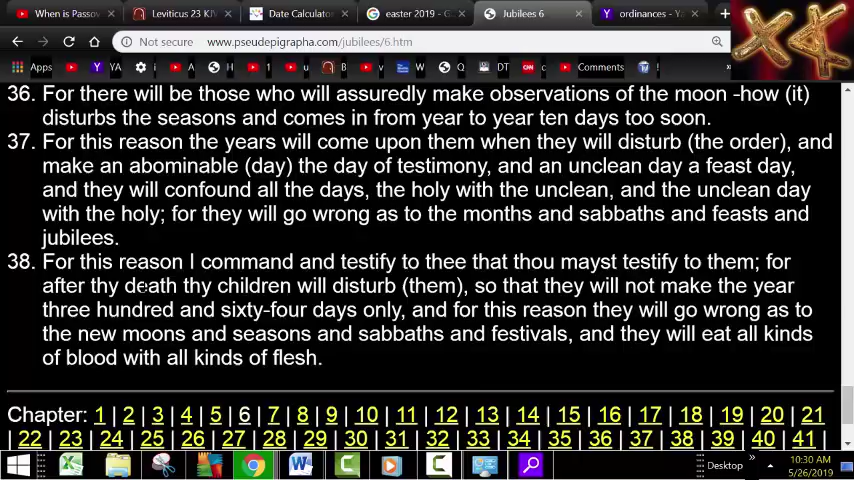 When is Passov
Leviticus 23 KJV
Date Calculator
easter 2019 - G
Jubilees 6
ordinances - Ya
Not secure www.pseudepigrapha.com/jubilees/6.htm
Apps YA i A H 1 u B v W Q DT c Comments !
36. For there will be those who will assuredly make observations of the moon -how (it)
disturbs the seasons and comes in from year to year ten days too soon.
37. For this reason the years will come upon them when they will disturb (the order), and
make an abominable (day) the day of testimony, and an unclean day a feast day,
and they will confound all the days, the holy with the unclean, and the unclean day
with the holy; for they will go wrong as to the months and sabbaths and feasts and
jubilees.
38. For this reason I command and testify to thee that thou mayst testify to them; for
after thy death thy children will disturb (them), so that they will not make the year
three hundred and sixty-four days only, and for this reason they will go wrong as to
the new moons and seasons and sabbaths and festivals, and they will eat all kinds
of blood with all kinds of flesh.
Chapter: 1 | 2 | 3 | 4 | 5 | 6 | 7 | 8 | 9 | 10 | 11 | 12 | 13 | 14 | 15 | 16 | 17 | 18 | 19 | 20 | 21
| 22 | 23 | 24 | 25 | 26 | 27 | 28 | 29 | 30 | 31 | 32 | 33 | 34 | 35 | 36 | 37 | 38 | 39 | 40 | 41 |
Desktop
10:30 AM
5/26/2019